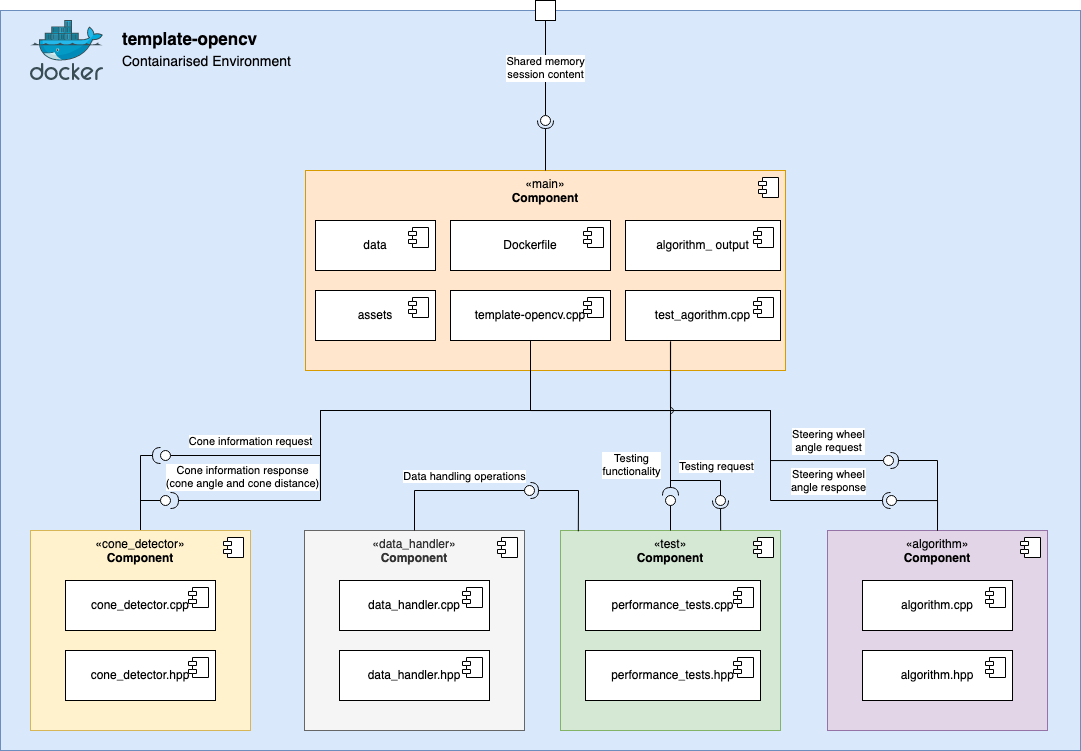 docker
template-opencv
Containarised Environment
Shared memory
session content
«main»
Component
data
Dockerfile
algorithm_ output
assets
template-opencv.cpp
test_agorithm.cpp
Cone information request
Cone information response
(cone angle and cone distance)
Data handling operations
Testing
functionality
Testing request
Steering wheel
angle request
Steering wheel
angle response
«cone_detector»
Component
cone_detector.cpp
cone_detector.hpp
«data_handler»
Component
data_handler.cpp
data_handler.hpp
«test»
Component
performance_tests.cpp
performance_tests.hpp
«algorithm»
Component
algorithm.cpp
algorithm.hpp